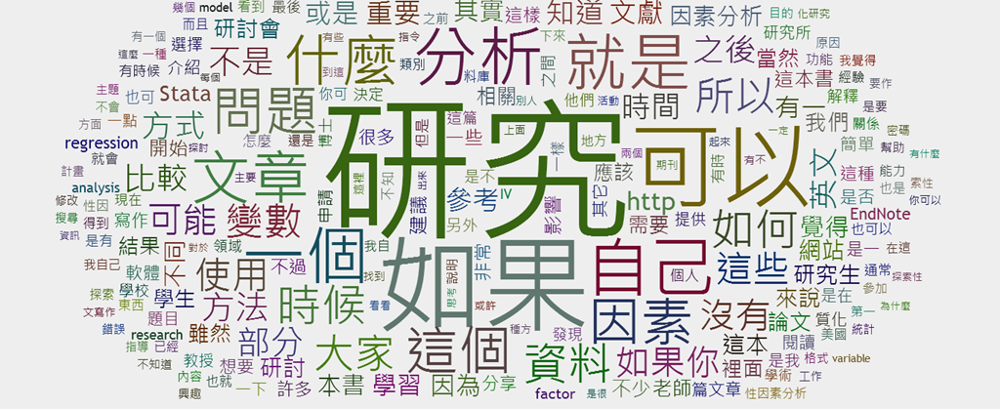 幾個
model
看到
最後
或是
重要
之前
其實
這樣
知道
文獻
因素分析
目的
化研究
而且
研討會
有一個
有些
指令
下來
研究所
原因
這麼
一種
選擇
不是
什麼
分析
就是
之後
當然
功能
我覺得
有時候
介紹
到這
類別
料庫
之間
這本書
經驗
要作
每個
主題
Stata
你可
決定
相關
別人
他們
活動
時間
所以
有一
解釋
不會
也可
問題
方面
一點
方式
怎麼
還是
博士
很多
但是
這篇
一些
上面
地方
一樣
我們
關係
是要
密碼
regression
開始
探討
研究
可以
一定
簡單
幫助
就會
兩個
期刊
起來
有時
有不
英文
有什麼
計畫
analysis
比較
文章
主要
這裡
不知
出來
是不
應該
這種
能力
修改
性因
現在
申請
建議
參考
IV
影響
其它
http
是否
也是
索性
你可以
搜尋
得到
寫作
可能
變數
另外
需要
提供
如何
覺得
EndNote
也可以
資訊
是有
結果
不同
領域
對於
一個
我自
非常
如果
自己
這些
網站
是一
在這
我自己
軟體
使用
不過
找到
說明
個人
研究生
通常
探索性
探索
學校
學生
方法
時候
看看
思考
或許
因素
沒有
來說
是在
參加
東西
文寫作
為什麼
題目
論文
質化
第一
錯誤
research
雖然
部分
大家
這個
種方
發現
這本
美國
統計
指導
已經
閱讀
不知道
教授
想要
研討
資料
如果你
裡面
是我
格式
variable
內容
也就
一下
許多
本書
學習
因為
分享
不少
老師
篇文章
學術
工作
興趣
factor
是很
性因素分析